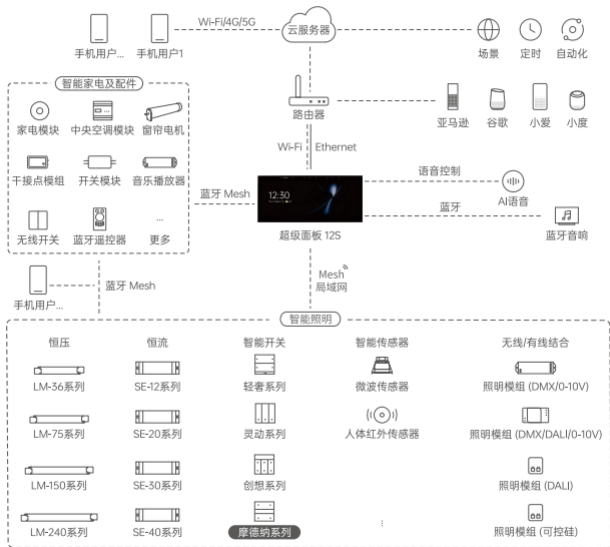 Wi-Fi/4G/5G
云服务器
手机用户... 手机用户1
场景 定时 自动化
智能家电及配件
路由器
亚马逊 谷歌 小爱 小度
家电模块 中央空调模块 窗帘电机
Wi-Fi Ethernet
干接点模组 开关模块 音乐播放器
蓝牙 Mesh
12:30
语音控制
AI语音
蓝牙
蓝牙音响
超级面板 12S
无线开关 蓝牙遥控器 更多
...
手机用户...
蓝牙 Mesh
Mesh
局域网
智能照明
恒压 恒流 智能开关 智能传感器 无线/有线结合
LM-36系列 SE-12系列 轻奢系列 微波传感器 照明模组 (DMX/0-10V)
LM-75系列 SE-20系列 灵动系列 人体红外传感器 照明模组 (DMX/DALI/0-10V)
LM-150系列 SE-30系列 创想系列 照明模组 (DALI)
LM-240系列 SE-40系列 摩德纳系列 照明模组 (可控硅)